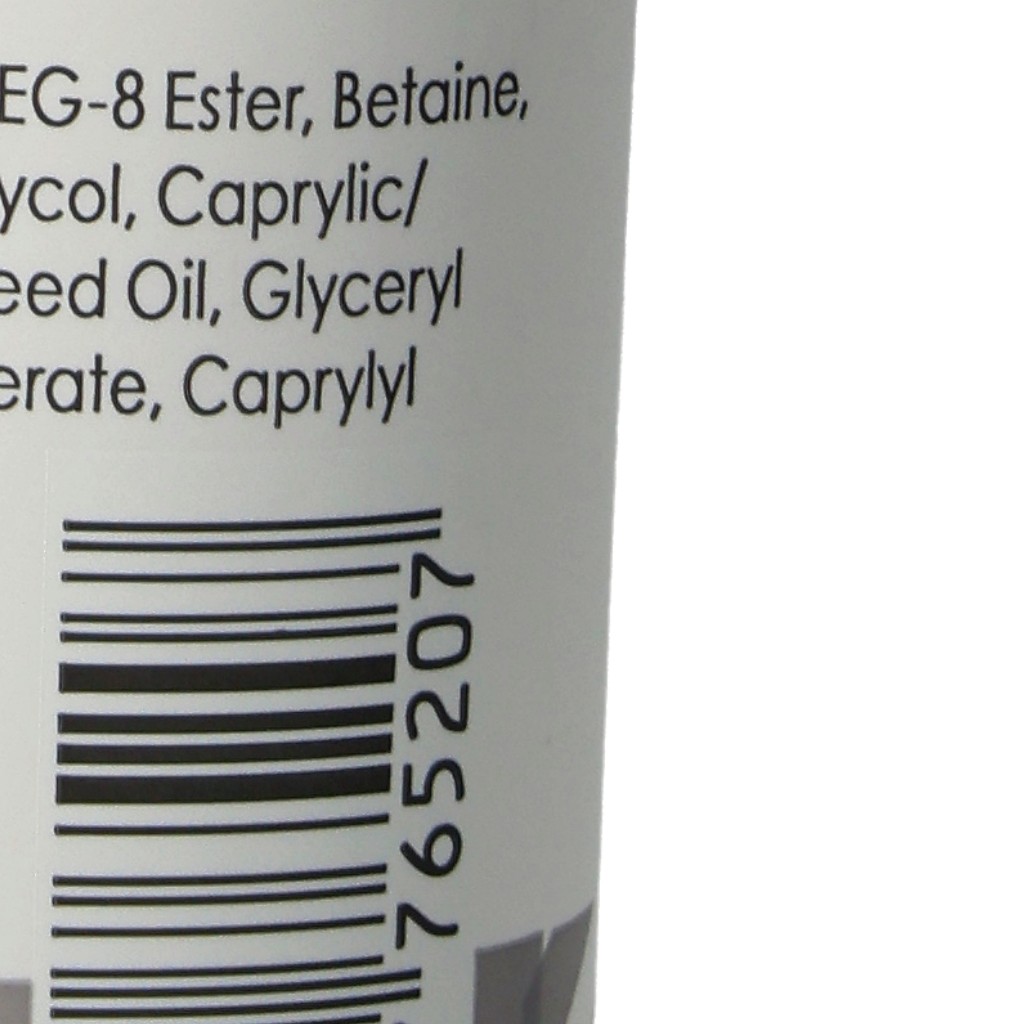 EG-8 Ester, Betaine,
ycol, Caprylic/
eed Oil, Glyceryl
erate, Caprylyl
765207